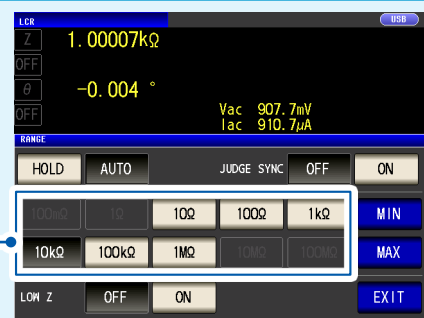 LCR USB
Z 1.00007kΩ
OFF
θ -0.004 °
OFF
Vac 907.7mV
Iac 910.7μA
RANGE
HOLD AUTO JUDGE SYNC OFF ON
100mΩ 1Ω 10Ω 100Ω 1kΩ MIN
10kΩ 100kΩ 1MΩ 10MΩ 100MΩ MAX
LOW Z OFF ON EXIT